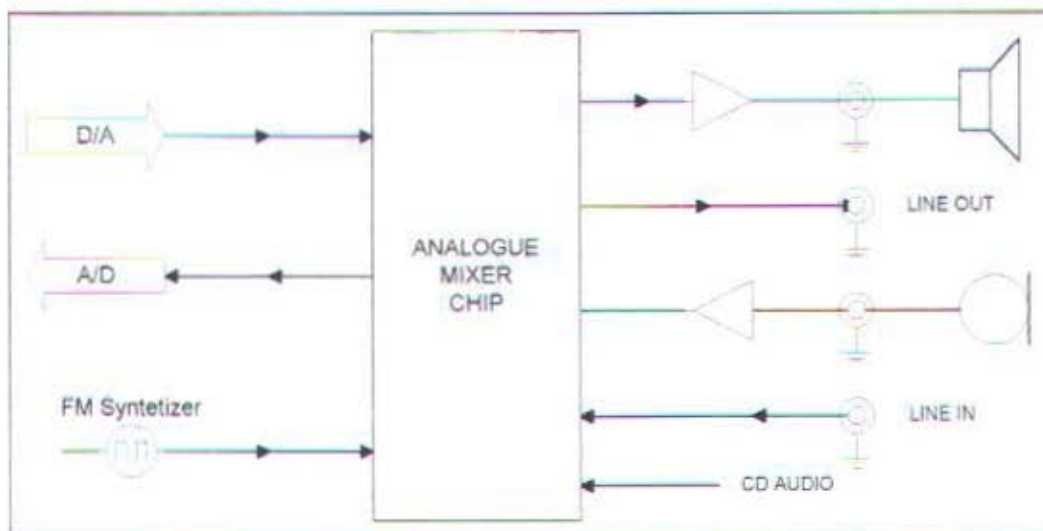 D/A
A/D
FM Syntetizer
ANALOGUE
MIXER
CHIP
LINE OUT
LINE IN
CD AUDIO